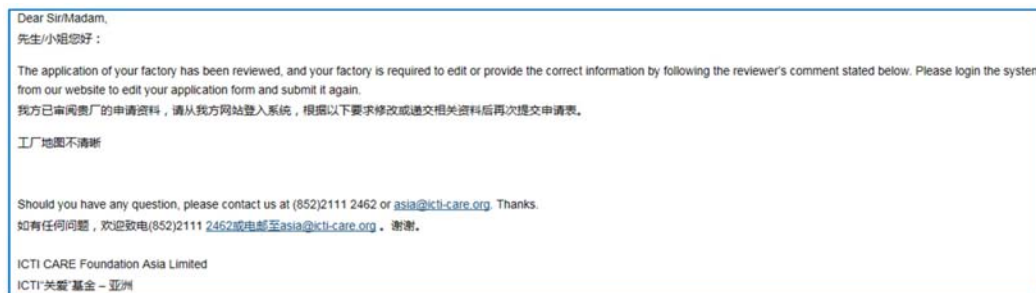 Dear Sir/Madam,
先生/小姐您好：
The application of your factory has been reviewed, and your factory is required to edit or provide the correct information by following the reviewer's comment stated below. Please login the system
from our website to edit your application form and submit it again.
我方已审阅贵厂的申请资料，请从我方网站登入系统，根据以下要求修改或递交相关资料后再次提交申请表。
工厂地图不清晰
Should you have any question, please contact us at (852)2111 2462 or asia@icti-care.org. Thanks.
如有任何问题，欢迎致电(852)2111 2462或电邮至asia@icti-care.org 。谢谢。
ICTI CARE Foundation Asia Limited
ICTI“关爱”基金 – 亚洲